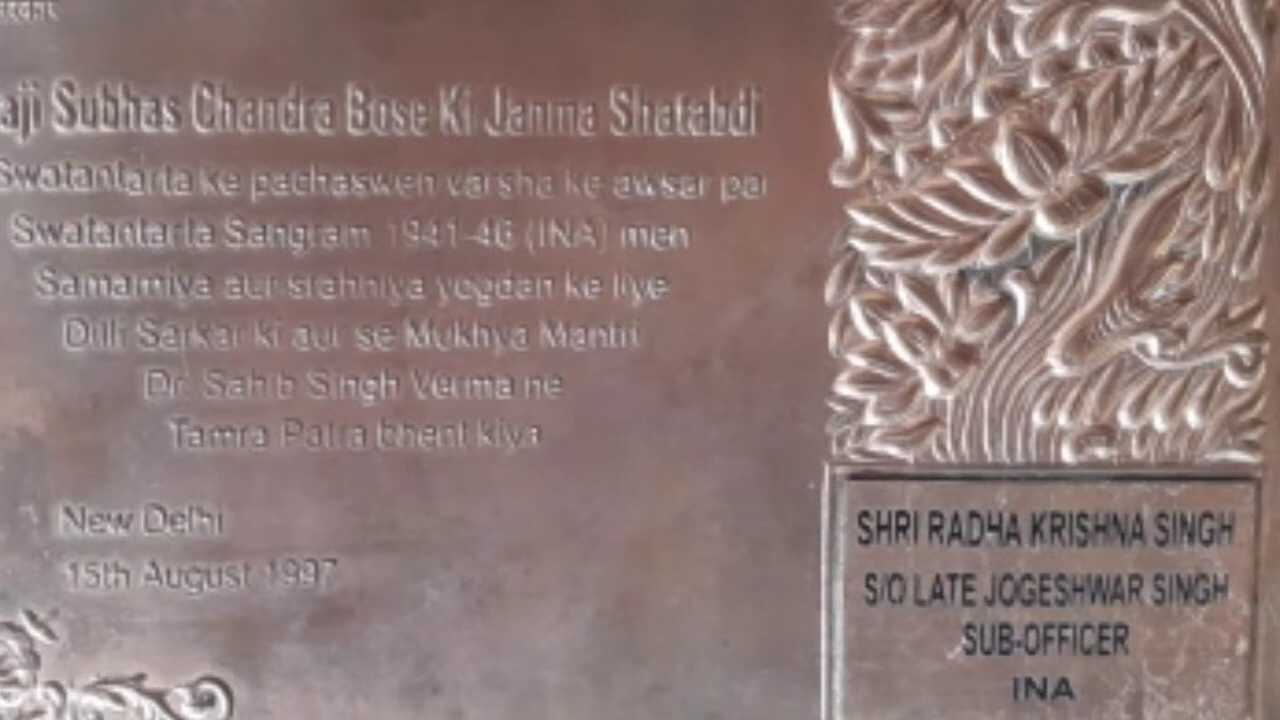 aji Subhas Chandra Bose Ki Janma Shatabdi
Swatantarta ke pachaswen varsha ke awsar par
Swatantarta Sangram 1941-46 (INA) men
Samarniya aur srahniya yogdan ke liye
Dilli Sarkar ki aur se Mukhya Mantri
Dr. Sahib Singh Verma ne
Tamra Patra bhent kiya
New Delhi
15th August 1997
SHRI RADHA KRISHNA SINGH
S/O LATE JOGESHWAR SINGH
SUB-OFFICER
INA